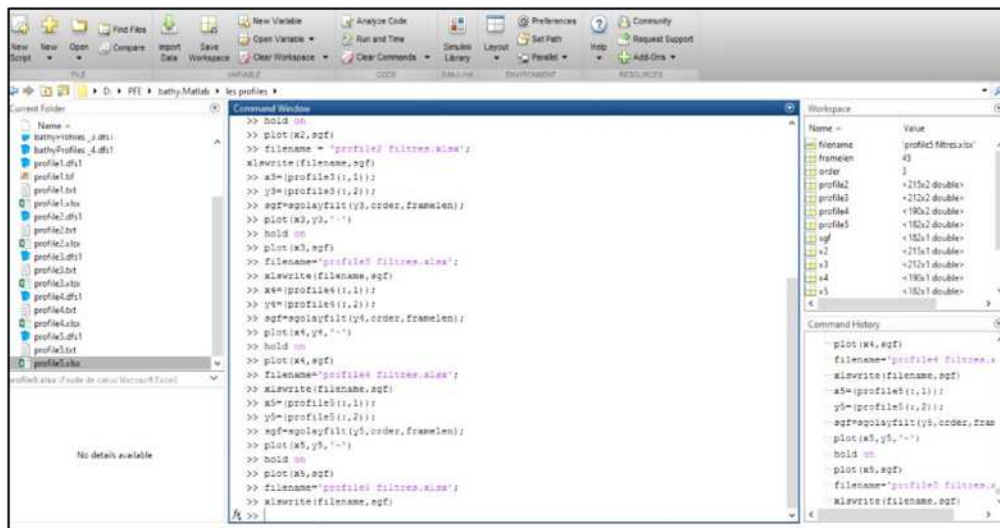 New Script
New
Open
Find Files
Compare
Import Data
Save Workspace
New Variable
Open Variable
Clear Workspace
Analyze Code
Run and Time
Clear Commands
Simulink Library
Layout
Preferences
Set Path
Parallel
Help
Community
Request Support
Add-Ons
FILE
VARIABLE
CODE
SIMULINK
ENVIRONMENT
RESOURCES
D: PFE bathy.Matlab les profiles
Current Folder
Name
bathyProfiles _3.dfs1
bathyProfiles _4.dfs1
profile1.dfs1
profile1.tif
profile1.txt
profile1.xlsx
profile2.dfs1
profile2.txt
profile2.xlsx
profile3.dfs1
profile3.txt
profile3.xlsx
profile4.dfs1
profile4.txt
profile4.xlsx
profile5.dfs1
profile5.txt
profile5.xlsx
profile5.xlsx (Feuille de calcul Microsoft Excel)
No details available
Command Window
>> hold on
>> plot(x2,sgf)
>> filename = 'profile2 filtres.xlsx';
xlswrite(filename,sgf)
>> x3=(profile3(:,1));
>> y3=(profile3(:,2));
>> sgf=sgolayfilt(y3,order,framelen);
>> plot(x3,y3,'-')
>> hold on
>> plot(x3,sgf)
>> filename='profile3 filtres.xlsx';
>> xlswrite(filename,sgf)
>> x4=(profile4(:,1));
>> y4=(profile4(:,2));
>> sgf=sgolayfilt(y4,order,framelen);
>> plot(x4,y4,'-')
>> hold on
>> plot(x4,sgf)
>> filename='profile4 filtres.xlsx';
>> xlswrite(filename,sgf)
>> x5=(profile5(:,1));
>> y5=(profile5(:,2));
>> sgf=sgolayfilt(y5,order,framelen);
>> plot(x5,y5,'-')
>> hold on
>> plot(x5,sgf)
>> xlswrite(filename,sgf)
fx >>
Workspace
Name Value
filename 'profile5 filtres.xlsx'
framelen 45
order 3
profile2 <215x2 double>
profile3 <212x2 double>
profile4 <190x2 double>
profile5 <182x2 double>
sgf <182x1 double>
x2 <215x1 double>
x3 <212x1 double>
x4 <190x1 double>
x5 <182x1 double>
Command History
plot(x4,sgf)
filename='profile4 filtres.x
xlswrite(filename,sgf)
x5=(profile5(:,1));
y5=(profile5(:,2));
sgf=sgolayfilt(y5,order,fram
plot(x5,y5,'-')
hold on
plot(x5,sgf)
filename='profile5 filtres.x
xlswrite(filename,sgf)